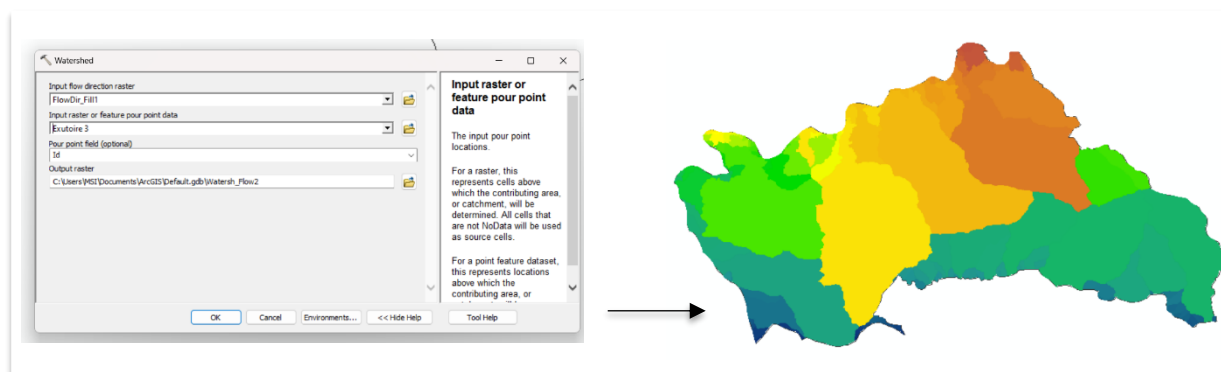 Watershed
Input flow direction raster
FlowDir_Fill1
Input raster or feature pour point data
Exutoire 3
Pour point field (optional)
Id
Output raster
C:\Users\MSI\Documents\ArcGIS\Default.gdb\Watersh_Flow2
OK
Cancel
Environments...
<< Hide Help
Tool Help
Input raster or
feature pour point
data
The input pour point
locations.
For a raster, this
represents cells above
which the contributing area,
or catchment, will be
determined. All cells that
are not NoData will be used
as source cells.
For a point feature dataset,
this represents locations
above which the
contributing area, or